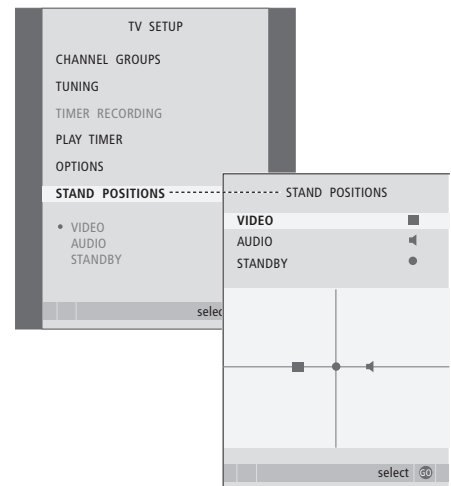 TV SETUP
CHANNEL GROUPS
TUNING
TIMER RECORDING
PLAY TIMER
OPTIONS
STAND POSITIONS
• VIDEO
AUDIO
STANDBY
selec
STAND POSITIONS
VIDEO
AUDIO
STANDBY
select GO